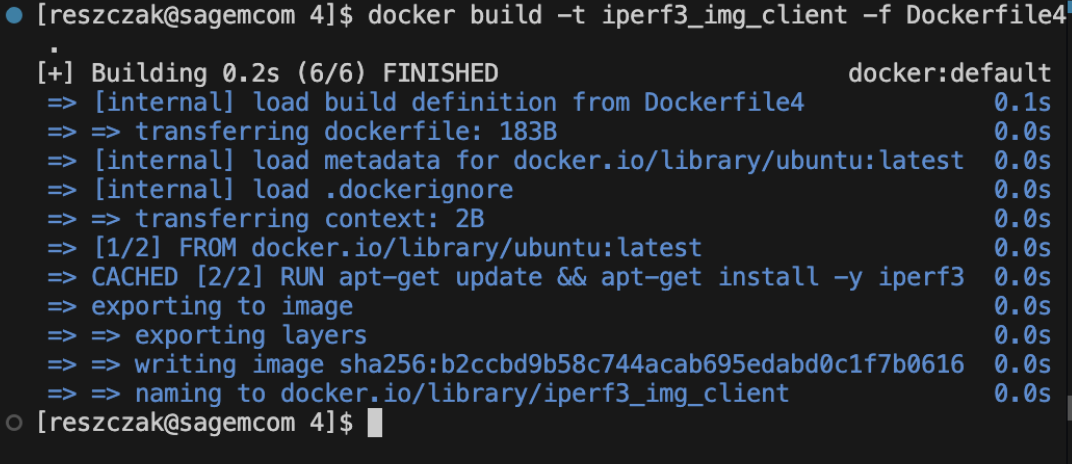 [reszczak@sagemcom 4]$ docker build -t iperf3_img_client -f Dockerfile4
.
[+] Building 0.2s (6/6) FINISHED docker:default
=> [internal] load build definition from Dockerfile4 0.1s
=> => transferring dockerfile: 183B 0.0s
=> [internal] load metadata for docker.io/library/ubuntu:latest 0.0s
=> [internal] load .dockerignore 0.0s
=> => transferring context: 2B 0.0s
=> [1/2] FROM docker.io/library/ubuntu:latest 0.0s
=> CACHED [2/2] RUN apt-get update && apt-get install -y iperf3 0.0s
=> exporting to image 0.0s
=> => exporting layers 0.0s
=> => writing image sha256:b2ccbd9b58c744acab695edabd0c1f7b0616 0.0s
=> => naming to docker.io/library/iperf3_img_client 0.0s
[reszczak@sagemcom 4]$